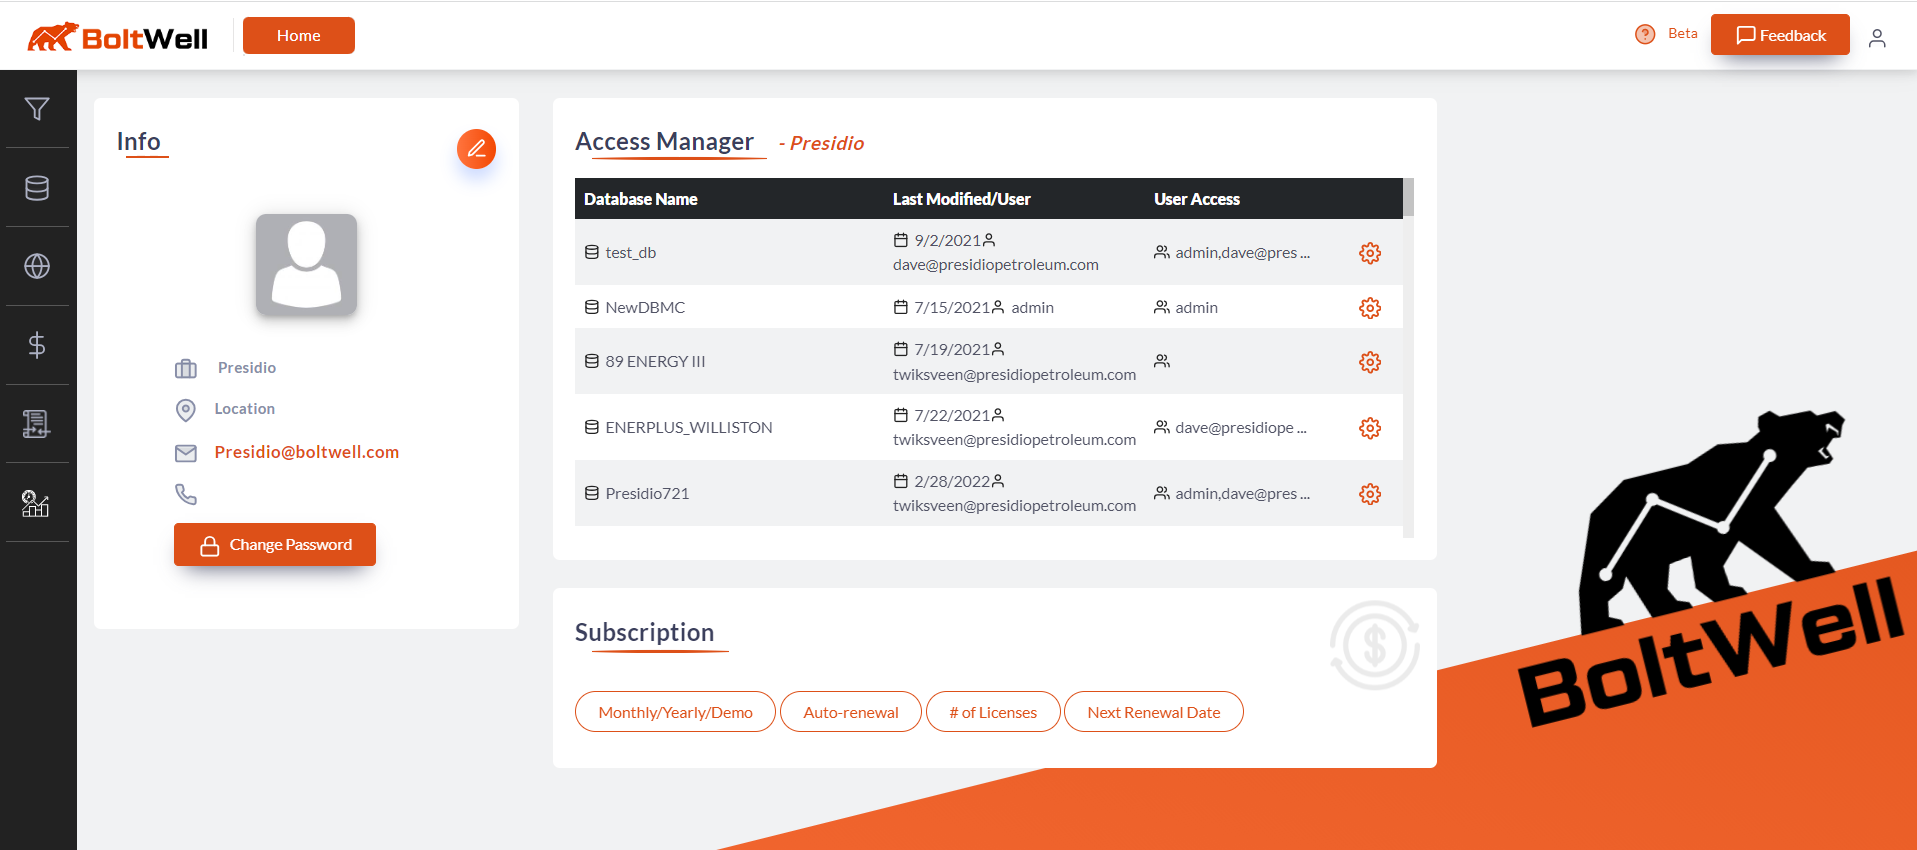 BoltWell
Home
Beta
Feedback
Info
Presidio
Location
Presidio@boltwell.com
Change Password
Access Manager - Presidio
Database Name Last Modified/User User Access
test_db 9/2/2021 dave@presidiopetroleum.com admin,dave@pres ...
NewDBMC 7/15/2021 admin admin
89 ENERGY III 7/19/2021 twiksveen@presidiopetroleum.com
ENERPLUS_WILLISTON 7/22/2021 twiksveen@presidiopetroleum.com dave@presidiope ...
Presidio721 2/28/2022 twiksveen@presidiopetroleum.com admin,dave@pres ...
Subscription
Monthly/Yearly/Demo Auto-renewal # of Licenses Next Renewal Date
BoltWell